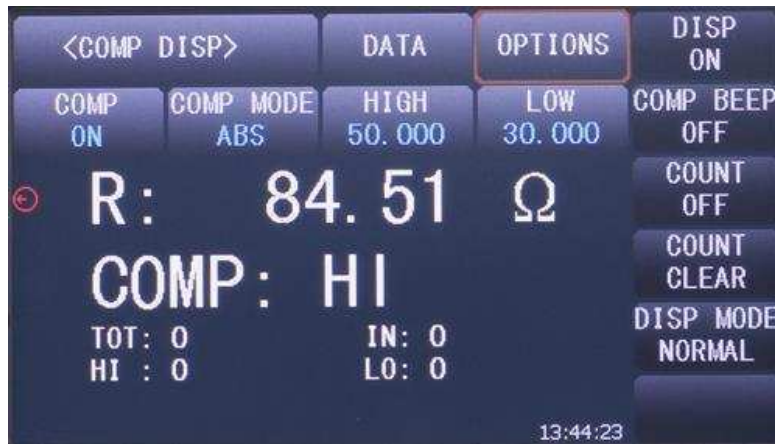 <COMP DISP> DATA OPTIONS DISP ON
COMP ON COMP MODE ABS HIGH 50.000 LOW 30.000 COMP BEEP OFF
R: 84.51 Ω COUNT OFF
COMP: HI COUNT CLEAR
TOT: 0 IN: 0 DISP MODE NORMAL
HI : 0 LO: 0
13:44:23